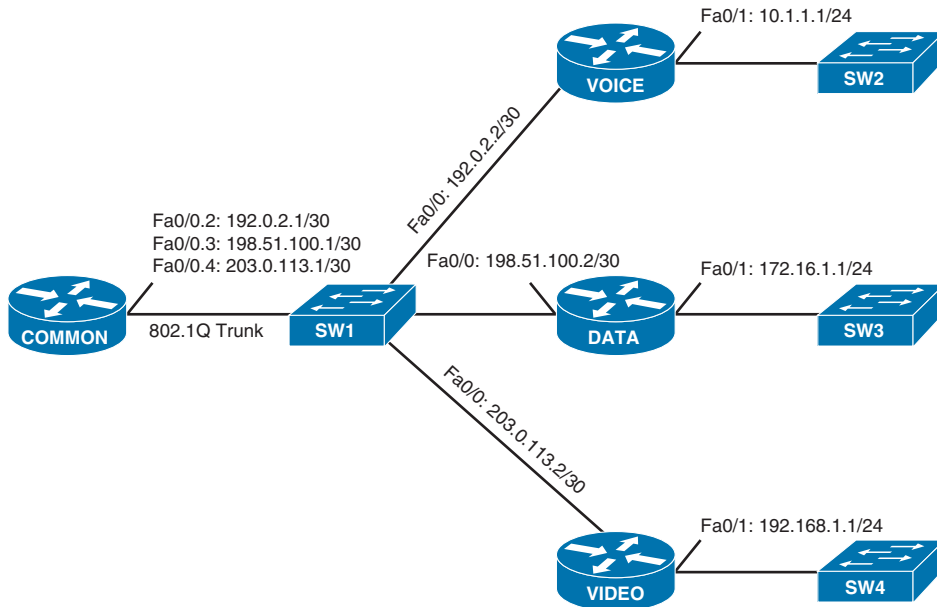 Fa0/1: 10.1.1.1/24
VOICE
SW2
Fa0/0: 192.0.2.2/30
Fa0/0.2: 192.0.2.1/30
Fa0/0.3: 198.51.100.1/30
Fa0/0.4: 203.0.113.1/30
Fa0/0: 198.51.100.2/30
Fa0/1: 172.16.1.1/24
COMMON
802.1Q Trunk
SW1
DATA
SW3
Fa0/0: 203.0.113.2/30
Fa0/1: 192.168.1.1/24
VIDEO
SW4